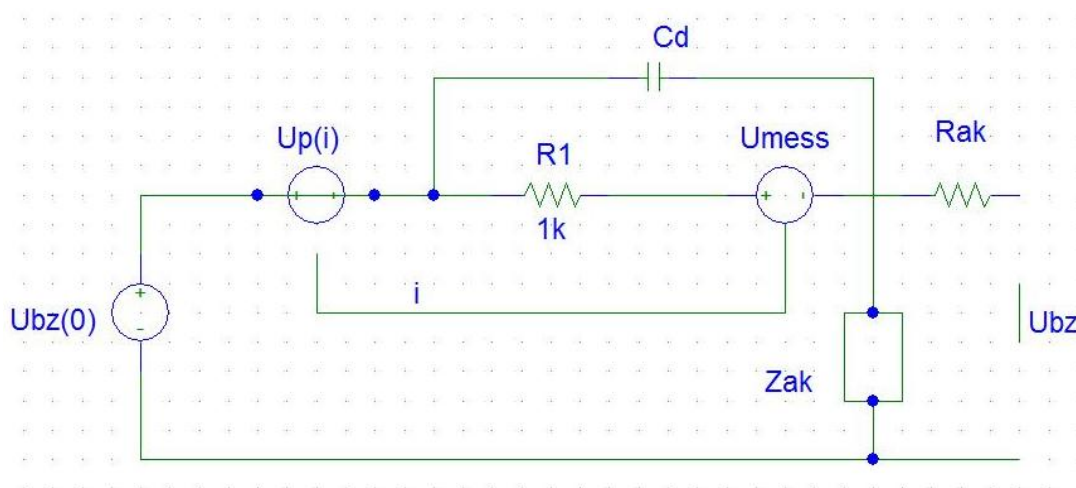 Cd
Up(i)
R1
Umess
Rak
1k
i
Ubz(0)
Ubz
Zak